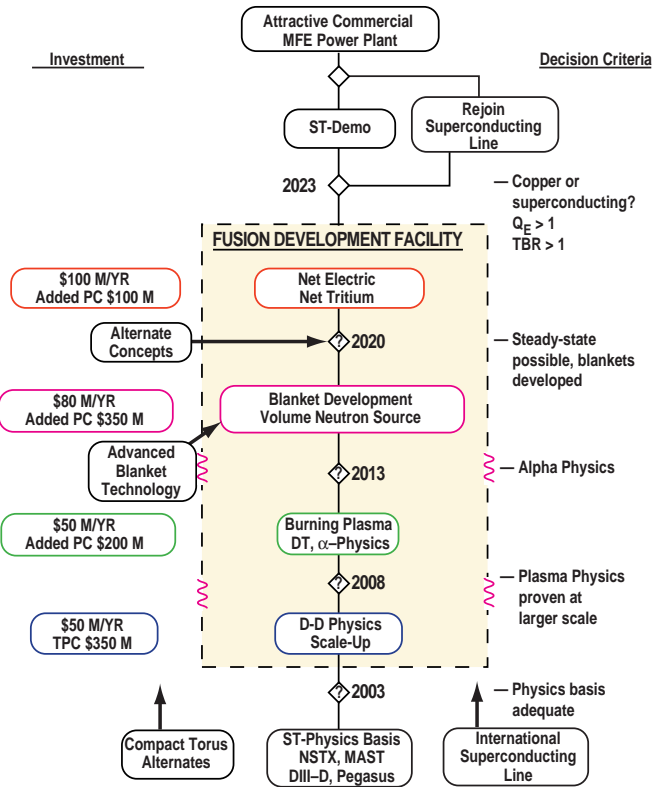 Attractive Commercial
MFE Power Plant
Investment
Decision Criteria
ST-Demo
Rejoin
Superconducting
Line
2023
— Copper or
superconducting?
Q_E > 1
TBR > 1
FUSION DEVELOPMENT FACILITY
$100 M/YR
Added PC $100 M
Net Electric
Net Tritium
Alternate
Concepts
? 2020
— Steady-state
possible, blankets
developed
$80 M/YR
Added PC $350 M
Blanket Development
Volume Neutron Source
Advanced
Blanket
Technology
? 2013
— Alpha Physics
$50 M/YR
Added PC $200 M
Burning Plasma
DT, α–Physics
? 2008
— Plasma Physics
proven at
larger scale
$50 M/YR
TPC $350 M
D-D Physics
Scale-Up
? 2003
— Physics basis
adequate
Compact Torus
Alternates
ST-Physics Basis
NSTX, MAST
DIII–D, Pegasus
International
Superconducting
Line